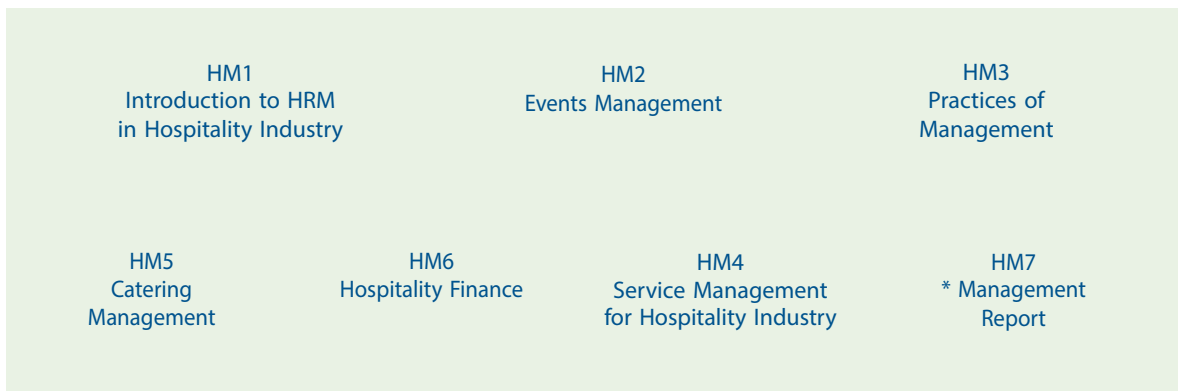 HM1
Introduction to HRM
in Hospitality Industry
HM2
Events Management
HM3
Practices of
Management
HM5
Catering
Management
HM6
Hospitality Finance
HM4
Service Management
for Hospitality Industry
HM7
* Management
Report